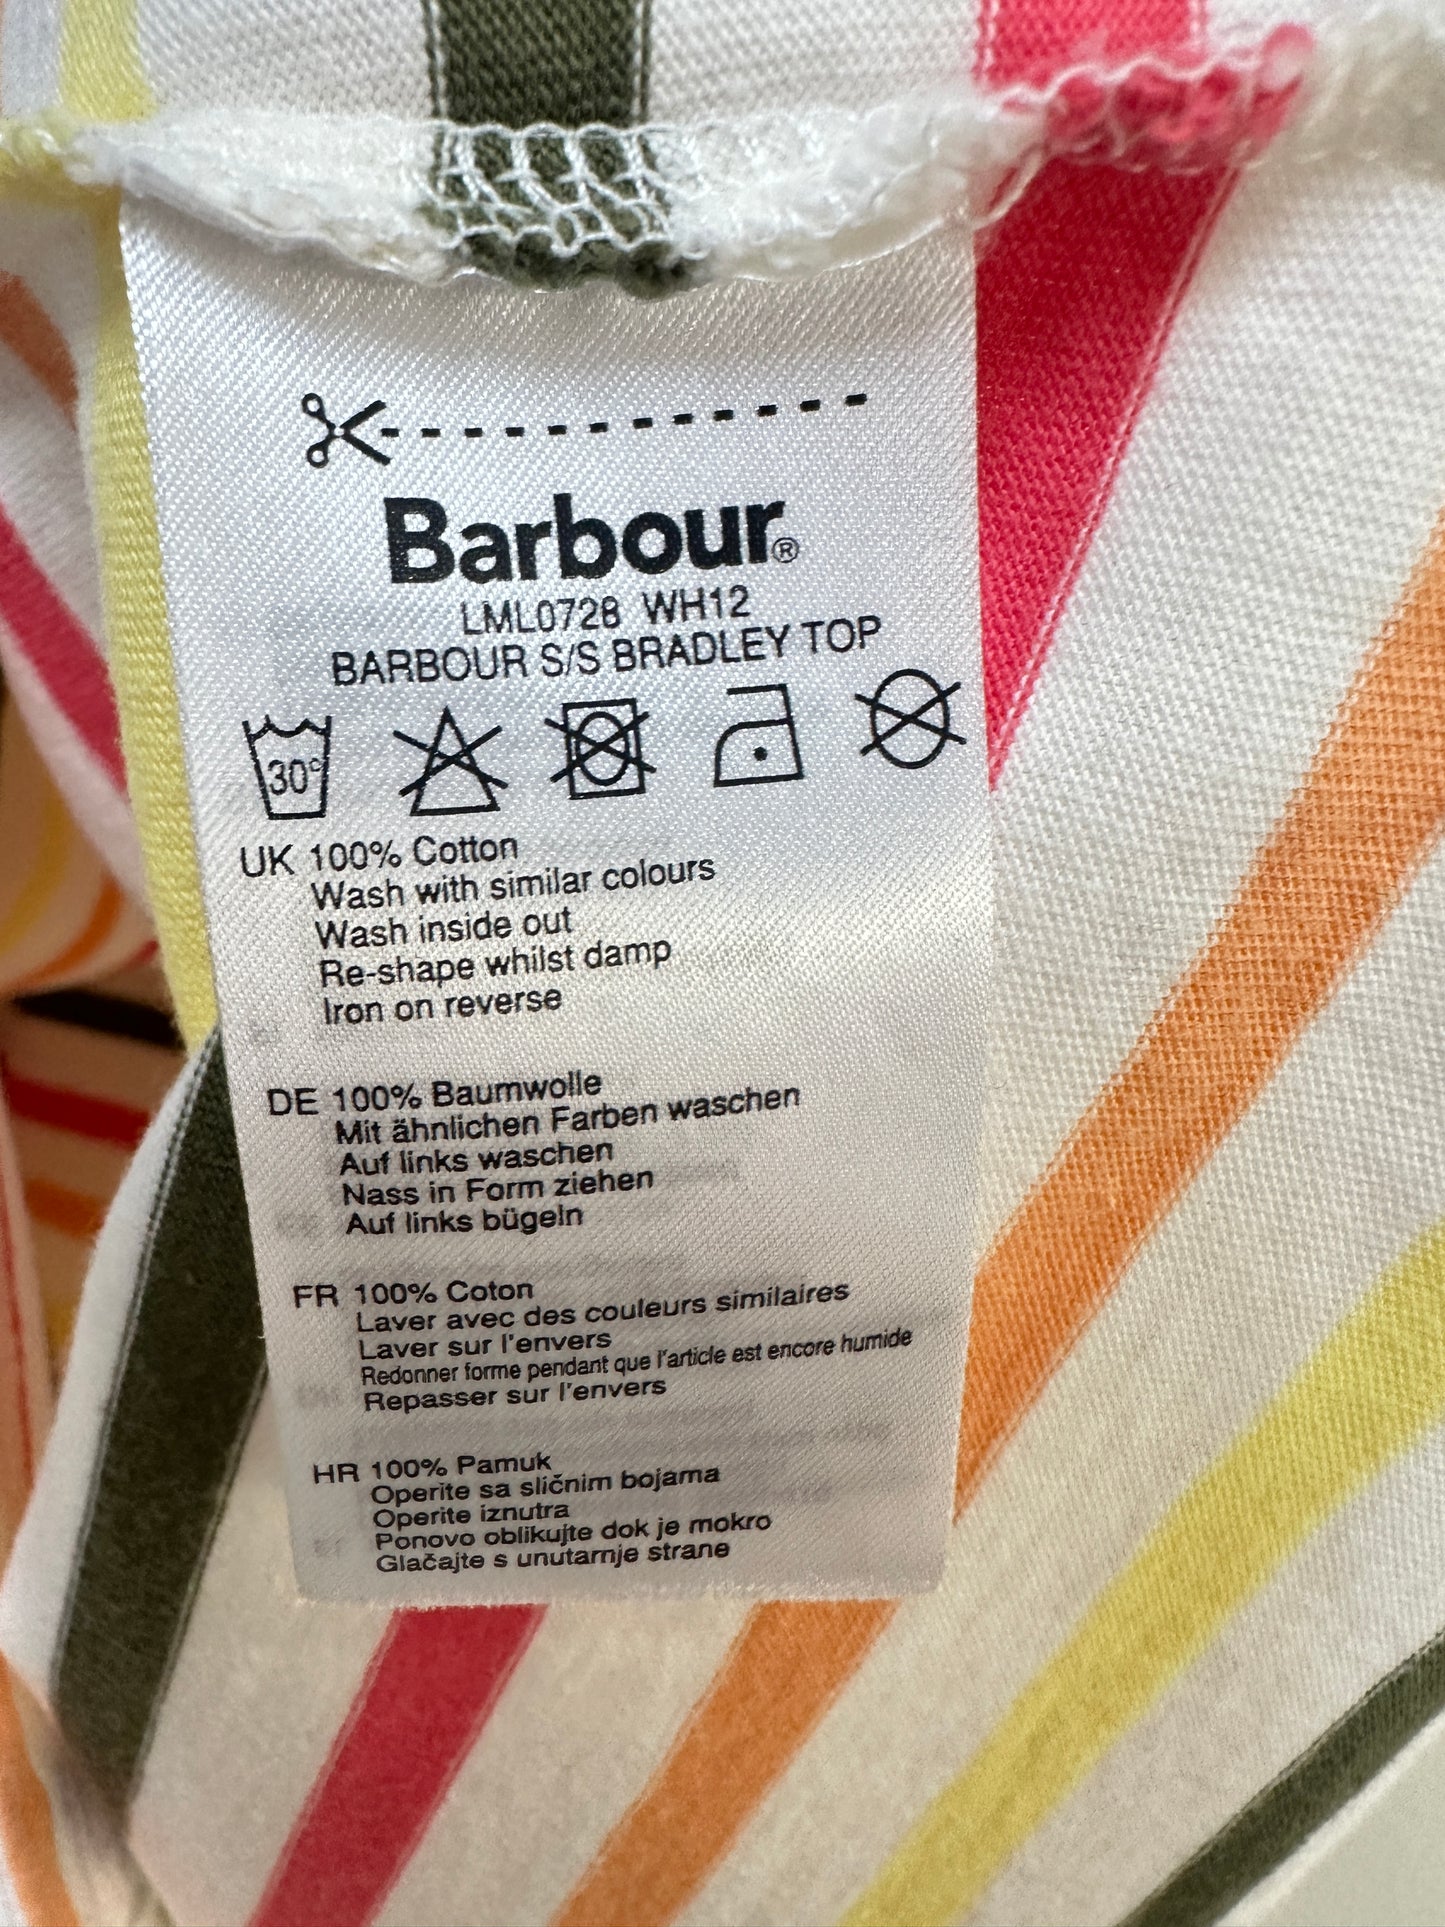 Barbour®
LML0728 WH12
BARBOUR S/S BRADLEY TOP
30°
UK 100% Cotton
Wash with similar colours
Wash inside out
Re-shape whilst damp
Iron on reverse
DE 100% Baumwolle
Mit ähnlichen Farben waschen
Auf links waschen
Nass in Form ziehen
Auf links bügeln
FR 100% Coton
Laver avec des couleurs similaires
Laver sur l'envers
Redonner forme pendant que l'article est encore humide
Repasser sur l'envers
HR 100% Pamuk
Operite sa sličnim bojama
Operite iznutra
Ponovo oblikujte dok je mokro
Glačajte s unutarnje strane